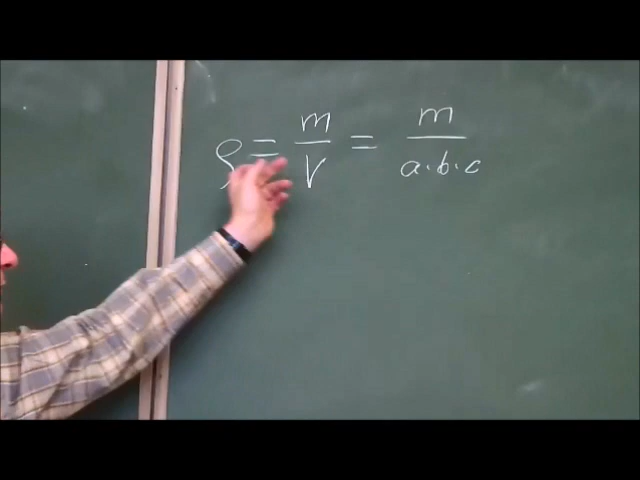 ρ = m/V = m/a·b·c